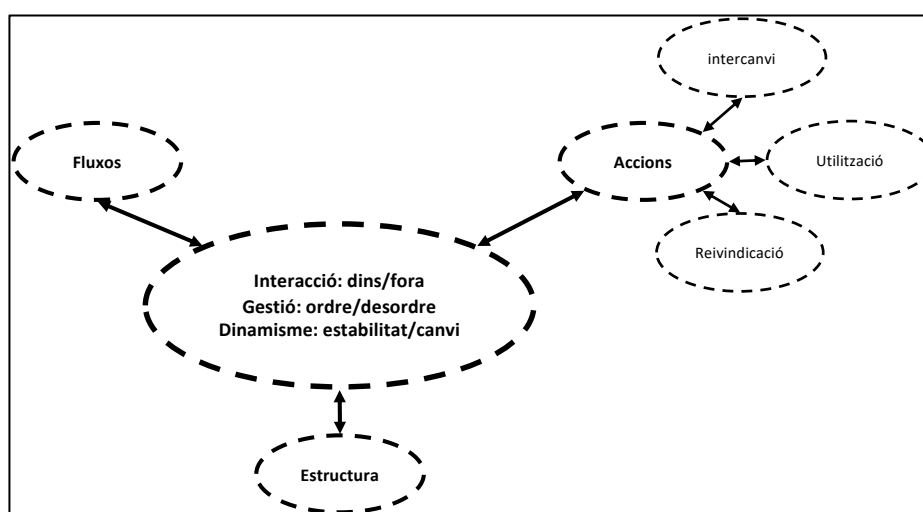 intercanvi
Fluxos
Accions
Utilització
Reivindicació
Interacció: dins/fora
Gestió: ordre/desordre
Dinamisme: estabilitat/canvi
Estructura